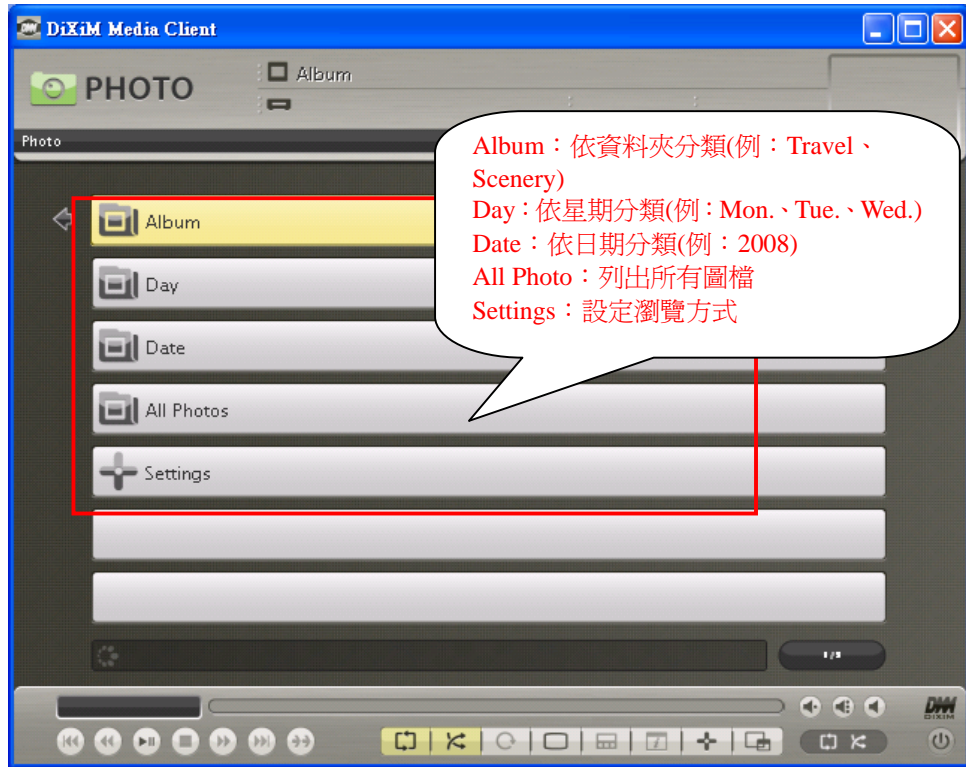 DiXiM Media Client
PHOTO
Album
Photo
Album：依資料夾分類(例：Travel、
Scenery)
Day：依星期分類(例：Mon.、Tue.、Wed.)
Date：依日期分類(例：2008)
All Photo：列出所有圖檔
Settings：設定瀏覽方式
Album
Day
Date
All Photos
Settings
DIXIM